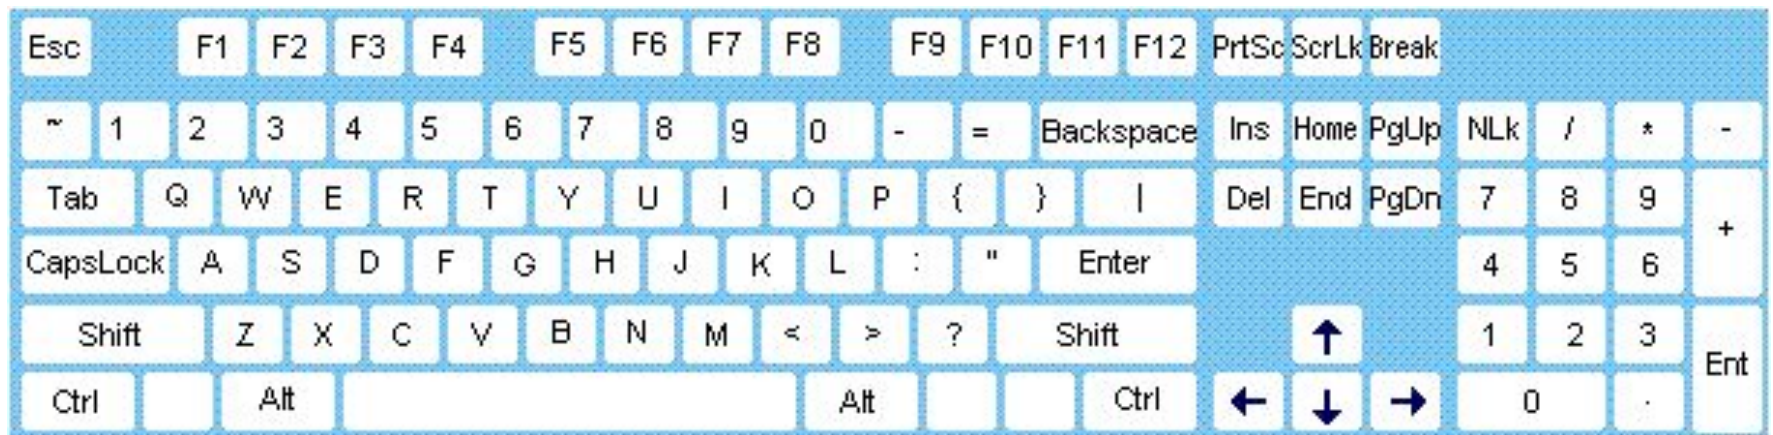 Esc F1 F2 F3 F4 F5 F6 F7 F8 F9 F10 F11 F12 PrtSc ScrLk Break
~ 1 2 3 4 5 6 7 8 9 0 - = Backspace Ins Home PgUp NLk / * -
Tab Q W E R T Y U I O P { } | Del End PgDn 7 8 9 +
CapsLock A S D F G H J K L : " Enter 4 5 6
Shift Z X C V B N M < > ? Shift ↑ 1 2 3 Ent
Ctrl Alt Alt Ctrl ← ↓ → 0 .